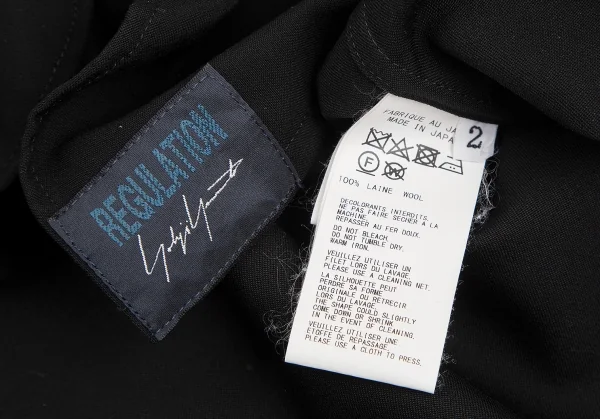 REGULATION
Yohji Yamamoto
FABRIQUE AU JA
MADE IN JAPA
2
F
W
100% LAINE WOOL
DECOLORANTS INTERDITS.
NE PAS FAIRE SECHER A LA
MACHINE.
REPASSER AU FER DOUX.
DO NOT BLEACH.
DO NOT TUMBLE DRY.
WARM IRON.
VEUILLEZ UTILISER UN
FILET LORS DU LAVAGE.
PLEASE USE A CLEANING NET.
LA SILHOUETTE PEUT
PERDRE SA FORME
ORIGINALE OU RETRECIR
LORS DU LAVAGE.
THE SHAPE COULD SLIGHTLY
COME DOWN OR SHRINK
IN THE EVENT OF CLEANING.
VEUILLEZ UTILISER UN
ETOFFE DE REPASSAGE.
PLEASE USE A CLOTH TO PRESS.